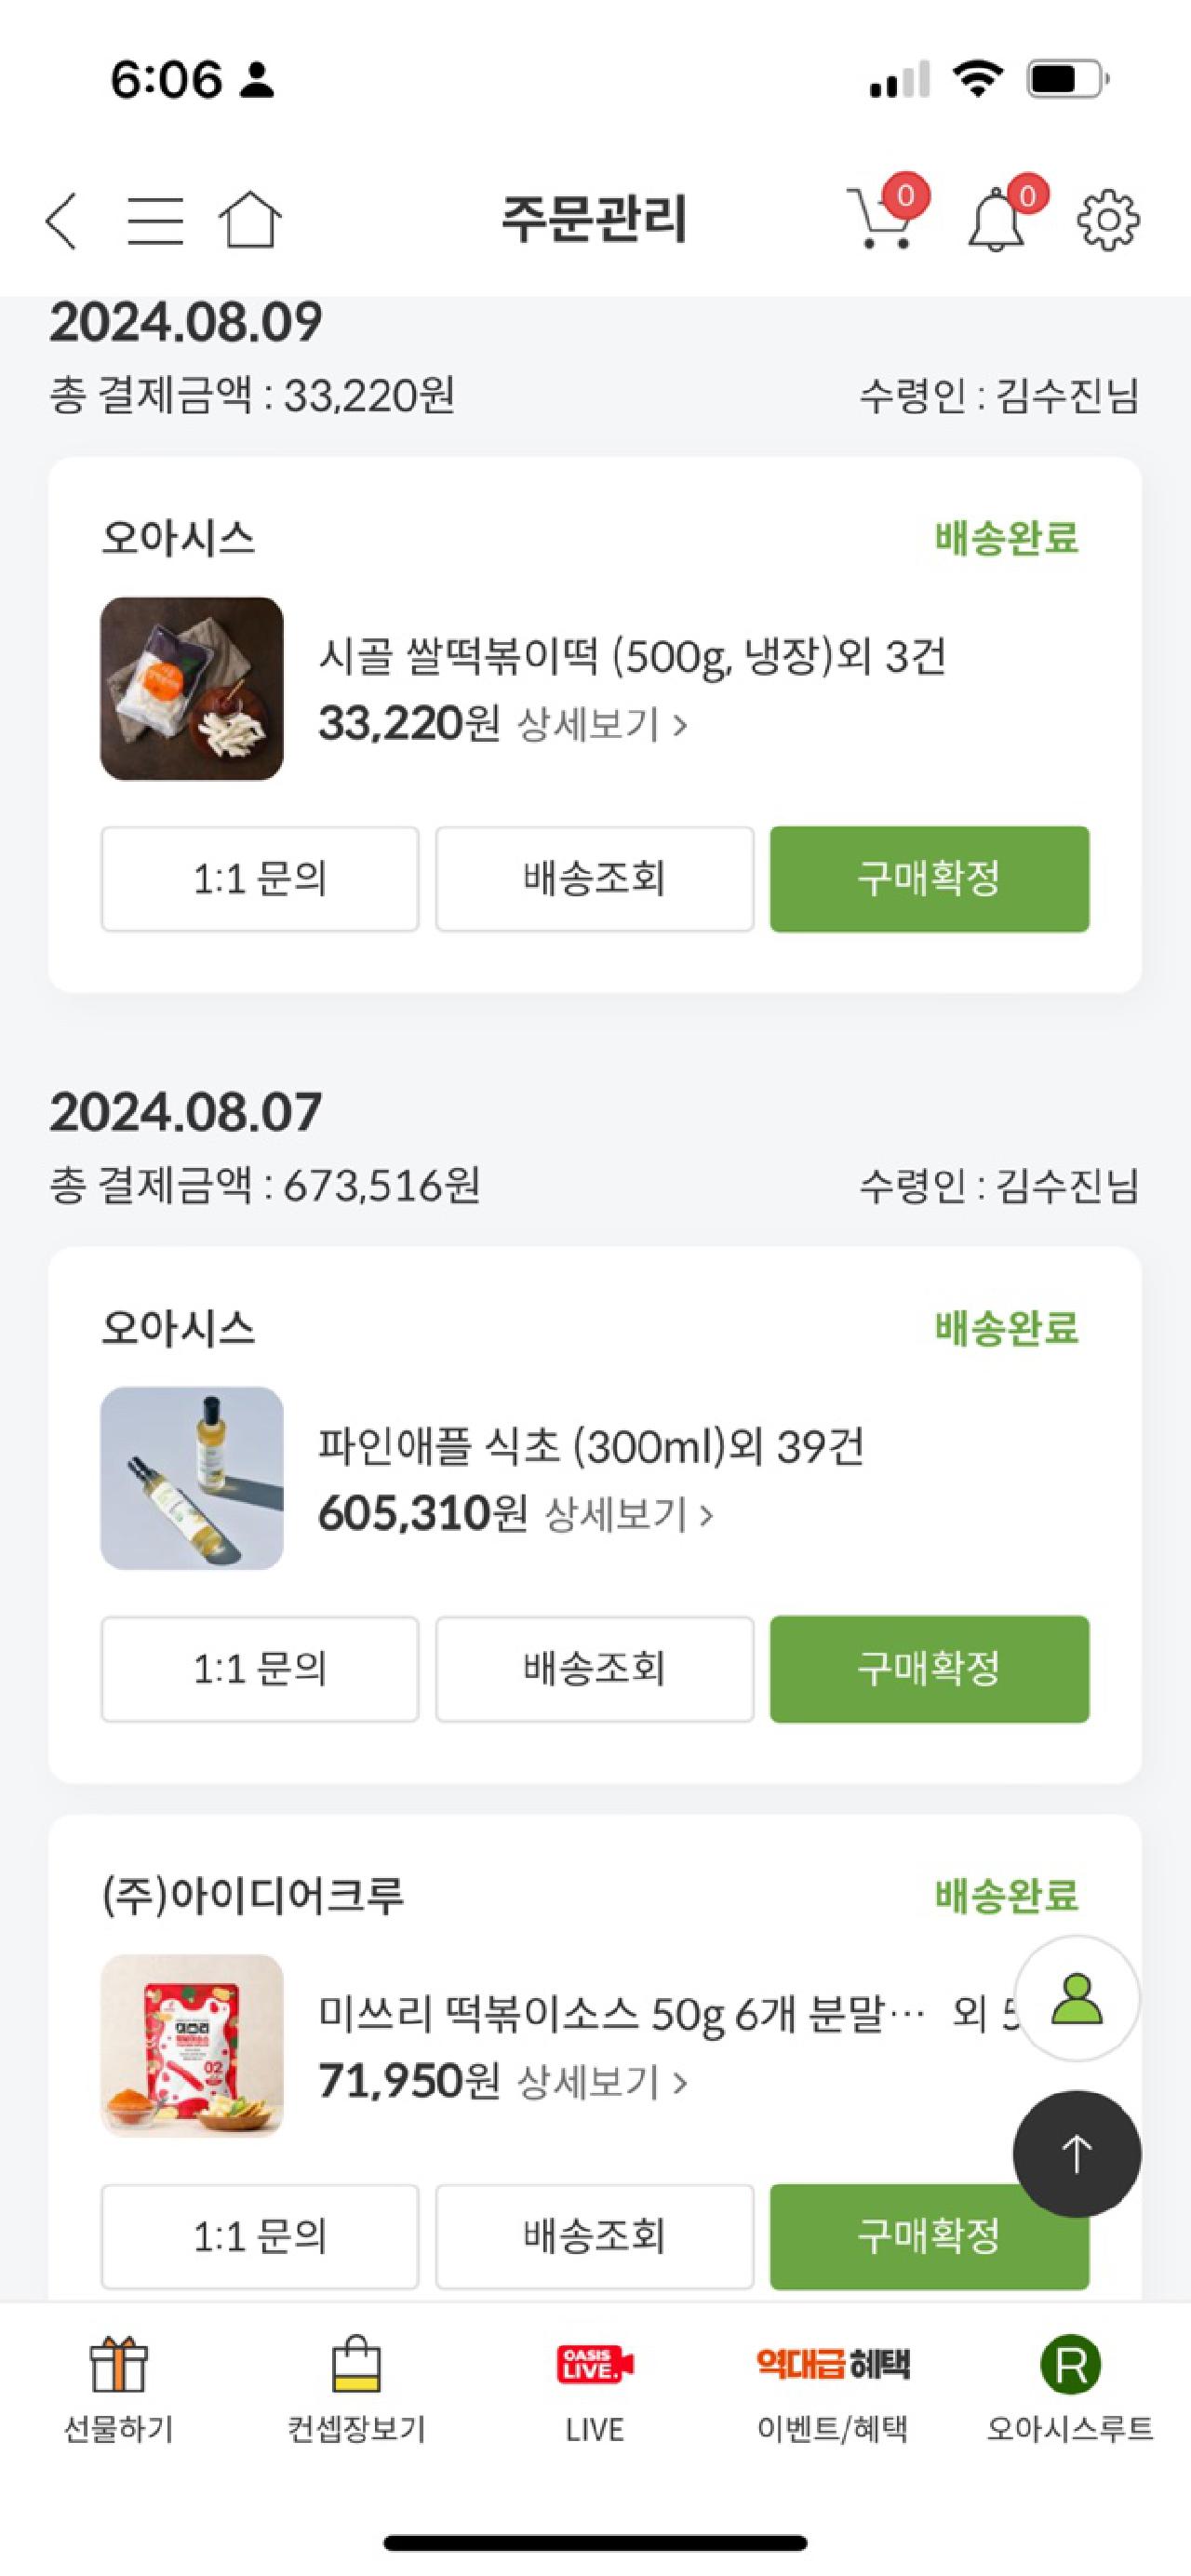 6:06
주문관리
0
0
2024.08.09
총 결제금액 : 33,220원
수령인 : 김수진님
오아시스
배송완료
시골 쌀떡볶이떡 (500g, 냉장)외 3건
33,220원 상세보기 >
1:1 문의
배송조회
구매확정
2024.08.07
총 결제금액 : 673,516원
수령인 : 김수진님
오아시스
배송완료
파인애플 식초 (300ml)외 39건
605,310원 상세보기 >
1:1 문의
배송조회
구매확정
(주)아이디어크루
배송완료
미쓰리 떡볶이소스 50g 6개 분말… 외
71,950원 상세보기 >
02
1:1 문의
배송조회
구매확정
OASIS
LIVE.
역대급 혜택
R
선물하기
컨셉장보기
LIVE
이벤트/혜택
오아시스루트